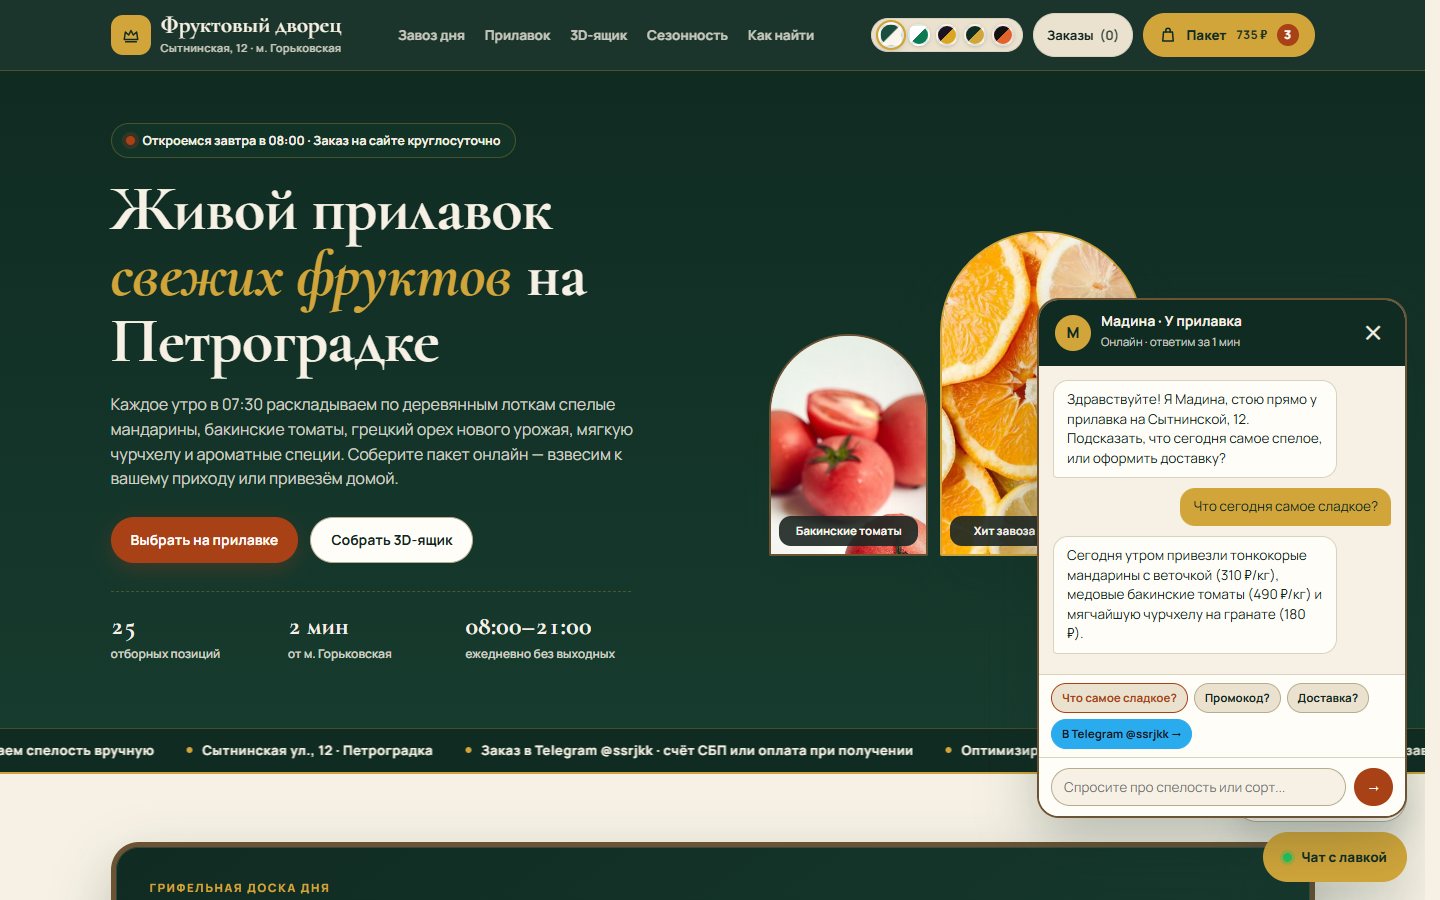 Фруктовый дворец
Сытнинская, 12 · м. Горьковская
Завоз дня
Прилавок
3D-ящик
Сезонность
Как найти
Заказы (0)
Пакет 735 ₽ 3
Откроемся завтра в 08:00 · Заказ на сайте круглосуточно
Живой прилавок
свежих фруктов на
Петроградке
Каждое утро в 07:30 раскладываем по деревянным лоткам спелые
мандарины, бакинские томаты, грецкий орех нового урожая, мягкую
чурчхелу и ароматные специи. Соберите пакет онлайн — взвесим к
вашему приходу или привезём домой.
Выбрать на прилавке
Собрать 3D-ящик
25
отборных позиций
2 мин
от м. Горьковская
08:00–21:00
ежедневно без выходных
Бакинские томаты
Хит завоза
М
Мадина · У прилавка
Онлайн · ответим за 1 мин
Здравствуйте! Я Мадина, стою прямо у
прилавка на Сытнинской, 12.
Подсказать, что сегодня самое спелое,
или оформить доставку?
Что сегодня самое сладкое?
Сегодня утром привезли тонкокорые
мандарины с веточкой (310 ₽/кг),
медовые бакинские томаты (490 ₽/кг) и
мягчайшую чурчхелу на гранате (180
₽).
Что самое сладкое?
Промокод?
Доставка?
В Telegram @ssrjkk →
Спросите про спелость или сорт...
→
спелость вручную
Сытнинская ул., 12 · Петроградка
Заказ в Telegram @ssrjkk · счёт СБП или оплата при получении
Чат с лавкой
ГРИФЕЛЬНАЯ ДОСКА ДНЯ